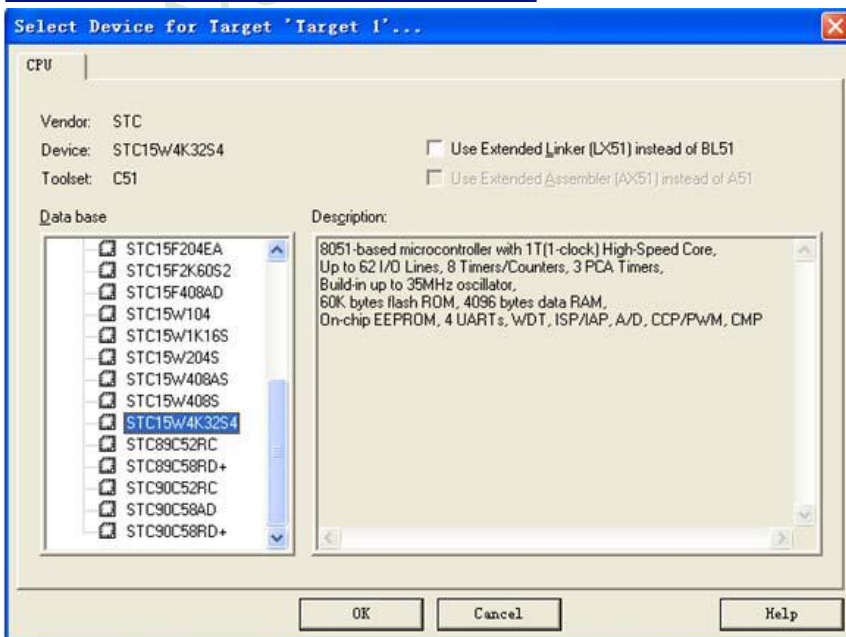 Select Device for Target 'Target 1'...
CPU
Vendor: STC
Device: STC15W4K32S4
Toolset: C51
Use Extended Linker (LX51) instead of BL51
Use Extended Assembler (AX51) instead of A51
Data base
STC15F204EA
STC15F2K60S2
STC15F408AD
STC15W104
STC15W1K16S
STC15W204S
STC15W408AS
STC15W408S
STC15W4K32S4
STC89C52RC
STC89C58RD+
STC90C52RC
STC90C58AD
STC90C58RD+
Description:
8051-based microcontroller with 1T(1-clock) High-Speed Core,
Up to 62 I/O Lines, 8 Timers/Counters, 3 PCA Timers,
Build-in up to 35MHz oscillator,
60K bytes flash ROM, 4096 bytes data RAM,
On-chip EEPROM, 4 UARTs, WDT, ISP/IAP, A/D, CCP/PWM, CMP
OK
Cancel
Help